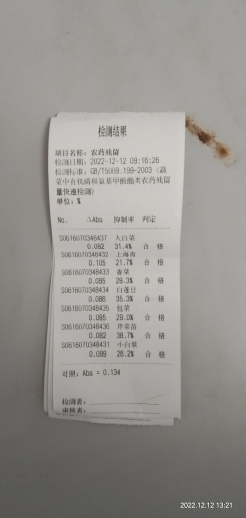 检测结果
项目名称: 农药残留
检测日期: 2022-12-12 09:16:26
检测标准: GB/T5009.199-2003 (蔬
菜中有机磷和氨基甲酸酯类农药残留
量快速检测)
单位: %
No. △Abs 抑制率 判定
S0616070348437 大白菜
0.092 31.4% 合 格
S0616070348432 上海青
0.105 21.7% 合 格
S0616070348433 香菜
0.095 29.3% 合 格
S0616070348434
0.086 35.3% 合 格
S0616070348435 包菜
0.095 29.0% 合 格
S0616070348436 芹菜苗
0.082 38.7% 合 格
S0616070348431 小白菜
0.099 26.2% 合 格
对照: Abs = 0.134
检测者:
审核者:
2022.12.12 13:21